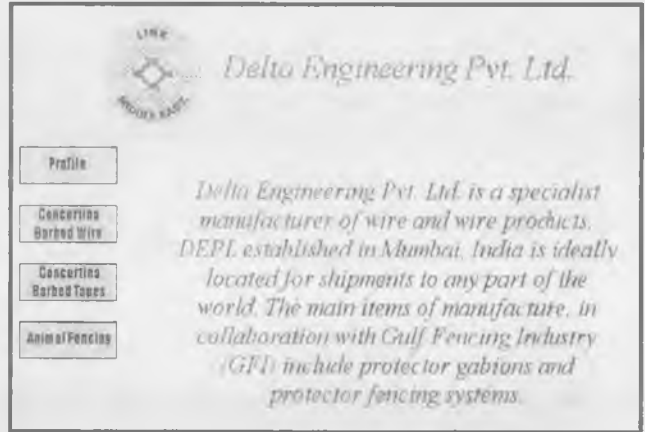 LINK
MIDDLE EAST
Delta Engineering Pvt. Ltd.
Profile
Concertina
Barbed Wire
Concertina
Barbed Tapes
Animal Fencing
Delta Engineering Pvt. Ltd. is a specialist
manufacturer of wire and wire products.
DEPL established in Mumbai, India is ideally
located for shipments to any part of the
world. The main items of manufacture, in
collaboration with Gulf Fencing Industry
(GFI) include protector gabions and
protector fencing systems.